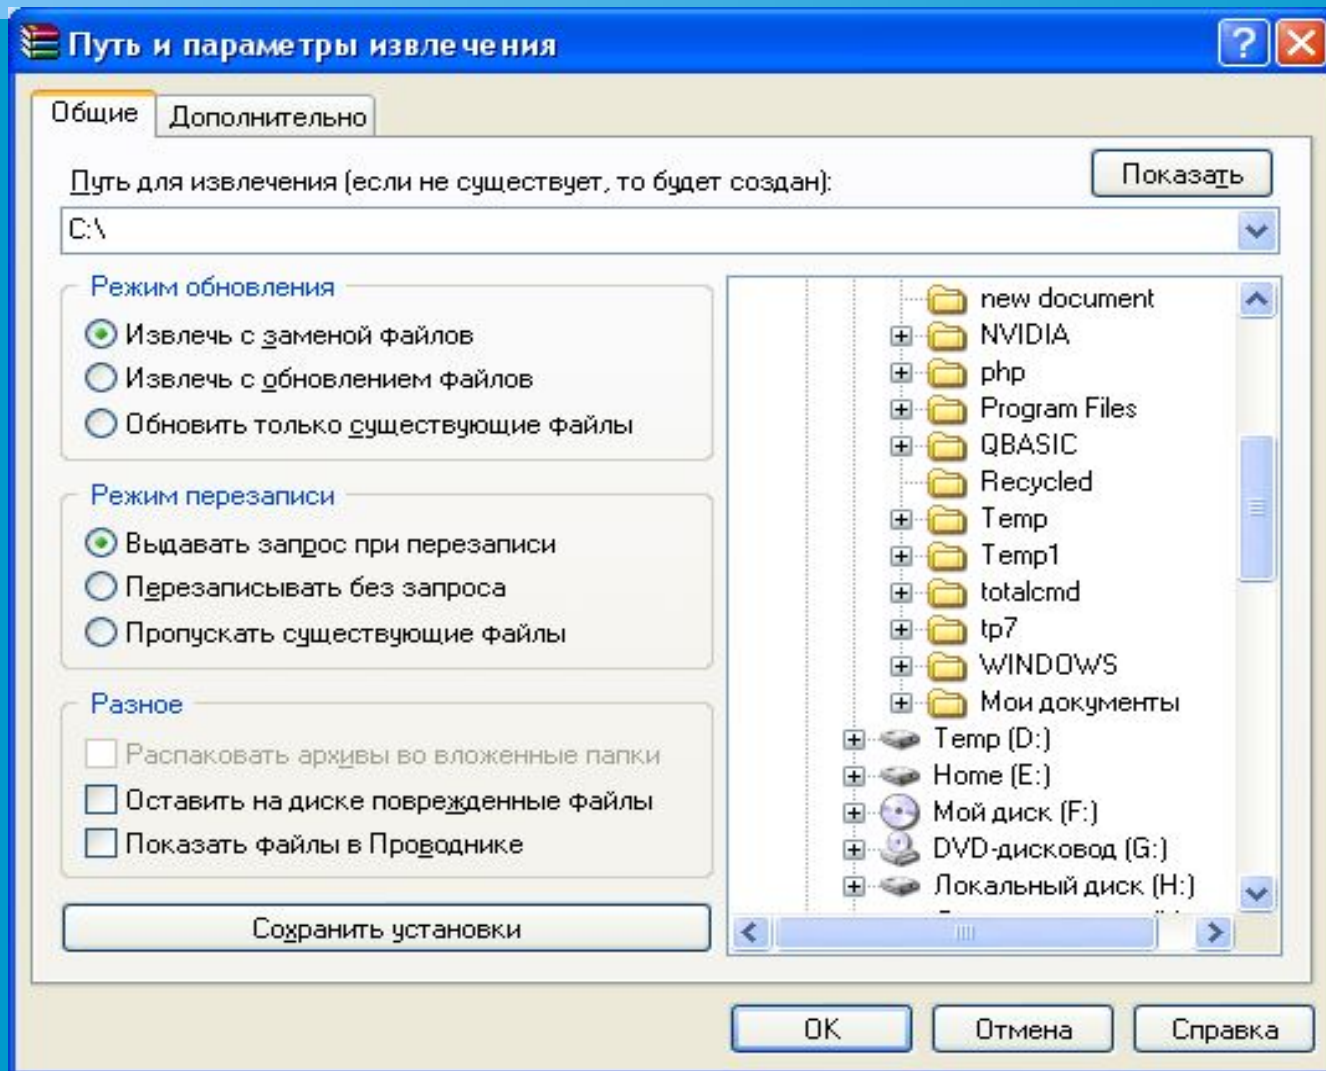 Путь и параметры извлечения
Общие
Дополнительно
Путь для извлечения (если не существует, то будет создан):
Показать
C:\
Режим обновления
Извлечь с заменой файлов
Извлечь с обновлением файлов
Обновить только существующие файлы
Режим перезаписи
Выдавать запрос при перезаписи
Перезаписывать без запроса
Пропускать существующие файлы
Разное
Распаковать архивы во вложенные папки
Оставить на диске поврежденные файлы
Показать файлы в Проводнике
Сохранить установки
new document
NVIDIA
php
Program Files
QBASIC
Recycled
Temp
Temp1
totalcmd
tp7
WINDOWS
Мои документы
Temp (D:)
Home (E:)
Мой диск (F:)
DVD-дисковод (G:)
Локальный диск (H:)
OK
Отмена
Справка